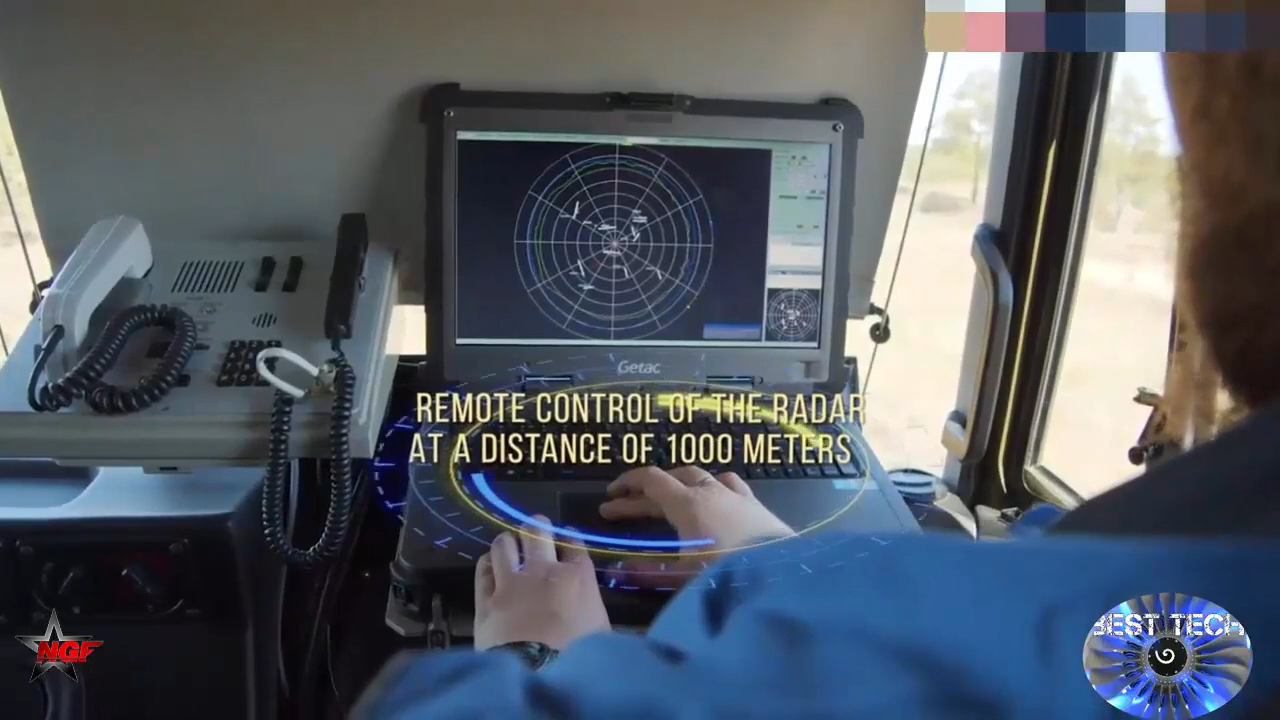 Getac
REMOTE CONTROL OF THE RADAR
AT A DISTANCE OF 1000 METERS
NGF
BEST TECH